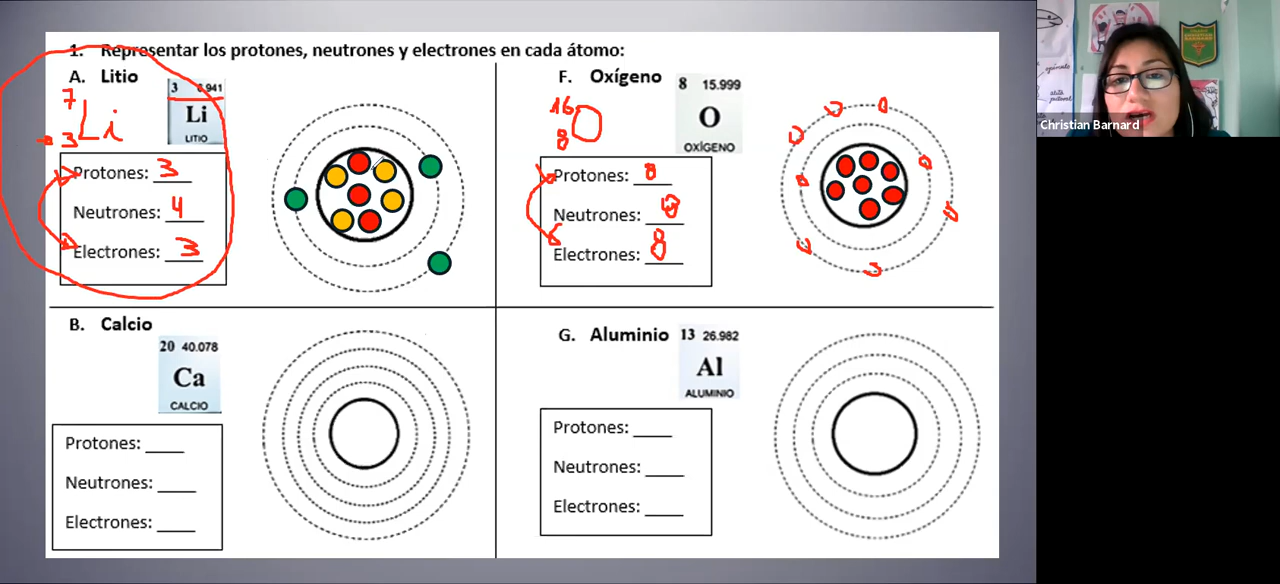 1. Representar los protones, neutrones y electrones en cada átomo:
A. Litio
3 6.941
Li
LITIO
7
3 Li
Protones: 3
Neutrones: 4
Electrones: 3
F. Oxígeno
8 15.999
O
OXÍGENO
16
8 O
Protones: 8
Neutrones: 8
Electrones: 8
B. Calcio
20 40.078
Ca
CALCIO
Protones: ____
Neutrones: ____
Electrones: ____
G. Aluminio
13 26.982
Al
ALUMINIO
Protones: ____
Neutrones: ____
Electrones: ____
Christian Barnard